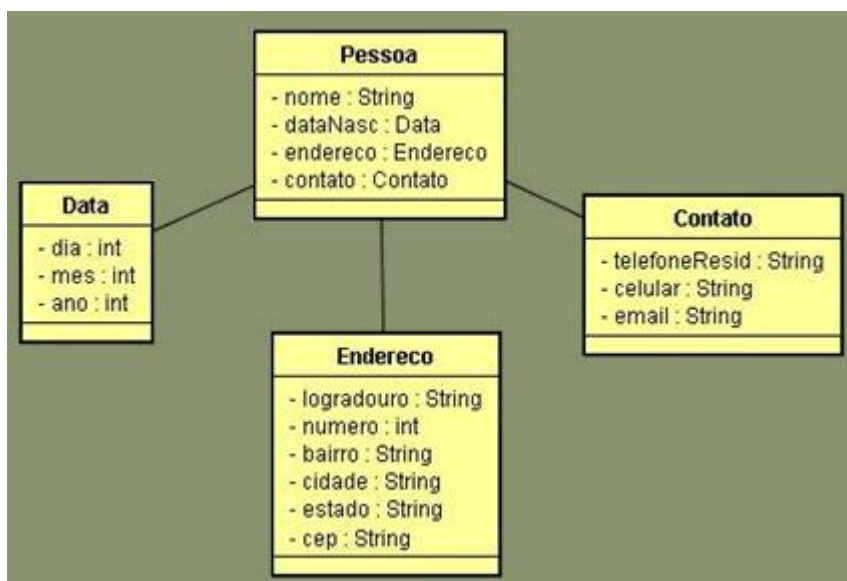 Pessoa
- nome : String
- dataNasc : Data
- endereco : Endereco
- contato : Contato
Data
- dia : int
- mes : int
- ano : int
Contato
- telefoneResid : String
- celular : String
- email : String
Endereco
- logradouro : String
- numero : int
- bairro : String
- cidade : String
- estado : String
- cep : String